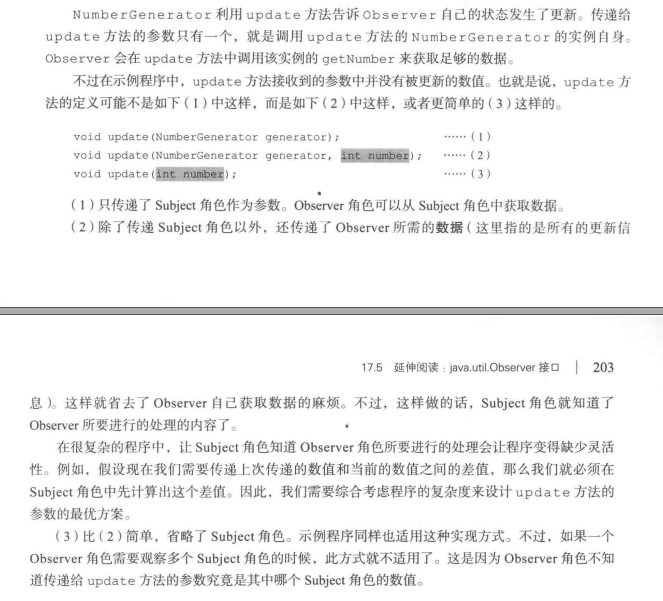 NumberGenerator 利用 update 方法告诉 Observer 自己的状态发生了更新。传递给
update 方法的参数只有一个，就是调用 update 方法的 NumberGenerator 的实例自身。
Observer 会在 update 方法中调用该实例的 getNumber 来获取足够的数据。
不过在示例程序中，update 方法接收到的参数中并没有被更新的数值。也就是说，update 方
法的定义可能不是如下（1）中这样，而是如下（2）中这样，或者更简单的（3）这样的。
void update(NumberGenerator generator); ……（1）
void update(NumberGenerator generator, int number); ……（2）
void update(int number); ……（3）
（1）只传递了 Subject 角色作为参数。Observer 角色可以从 Subject 角色中获取数据。
（2）除了传递 Subject 角色以外，还传递了 Observer 所需的数据（这里指的是所有的更新信
17.5 延伸阅读：java.util.Observer 接口 | 203
息）。这样就省去了 Observer 自己获取数据的麻烦。不过，这样做的话，Subject 角色就知道了
Observer 所要进行的处理的内容了。
在很复杂的程序中，让 Subject 角色知道 Observer 角色所要进行的处理会让程序变得缺少灵活
性。例如，假设现在我们需要传递上次传递的数值和当前的数值之间的差值，那么我们就必须在
Subject 角色中先计算出这个差值。因此，我们需要综合考虑程序的复杂度来设计 update 方法的
参数的最优方案。
（3）比（2）简单，省略了 Subject 角色。示例程序同样也适用这种实现方式。不过，如果一个
Observer 角色需要观察多个 Subject 角色的时候，此方式就不适用了。这是因为 Observer 角色不知
道传递给 update 方法的参数究竟是其中哪个 Subject 角色的数值。